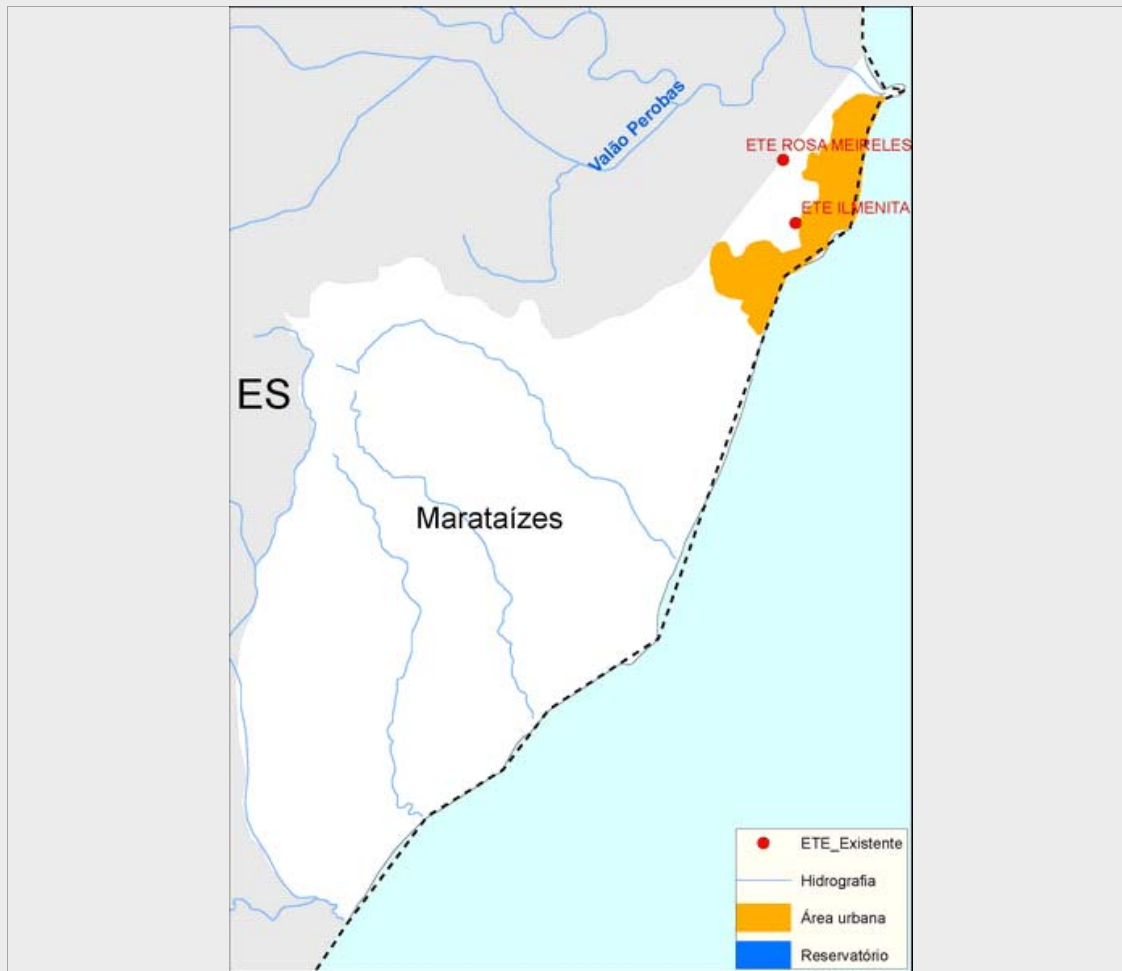 Valão Perobas
ETE ROSA MEIRELES
ETE ILMENITA
ES
Marataízes
ETE_Existente
Hidrografia
Área urbana
Reservatório